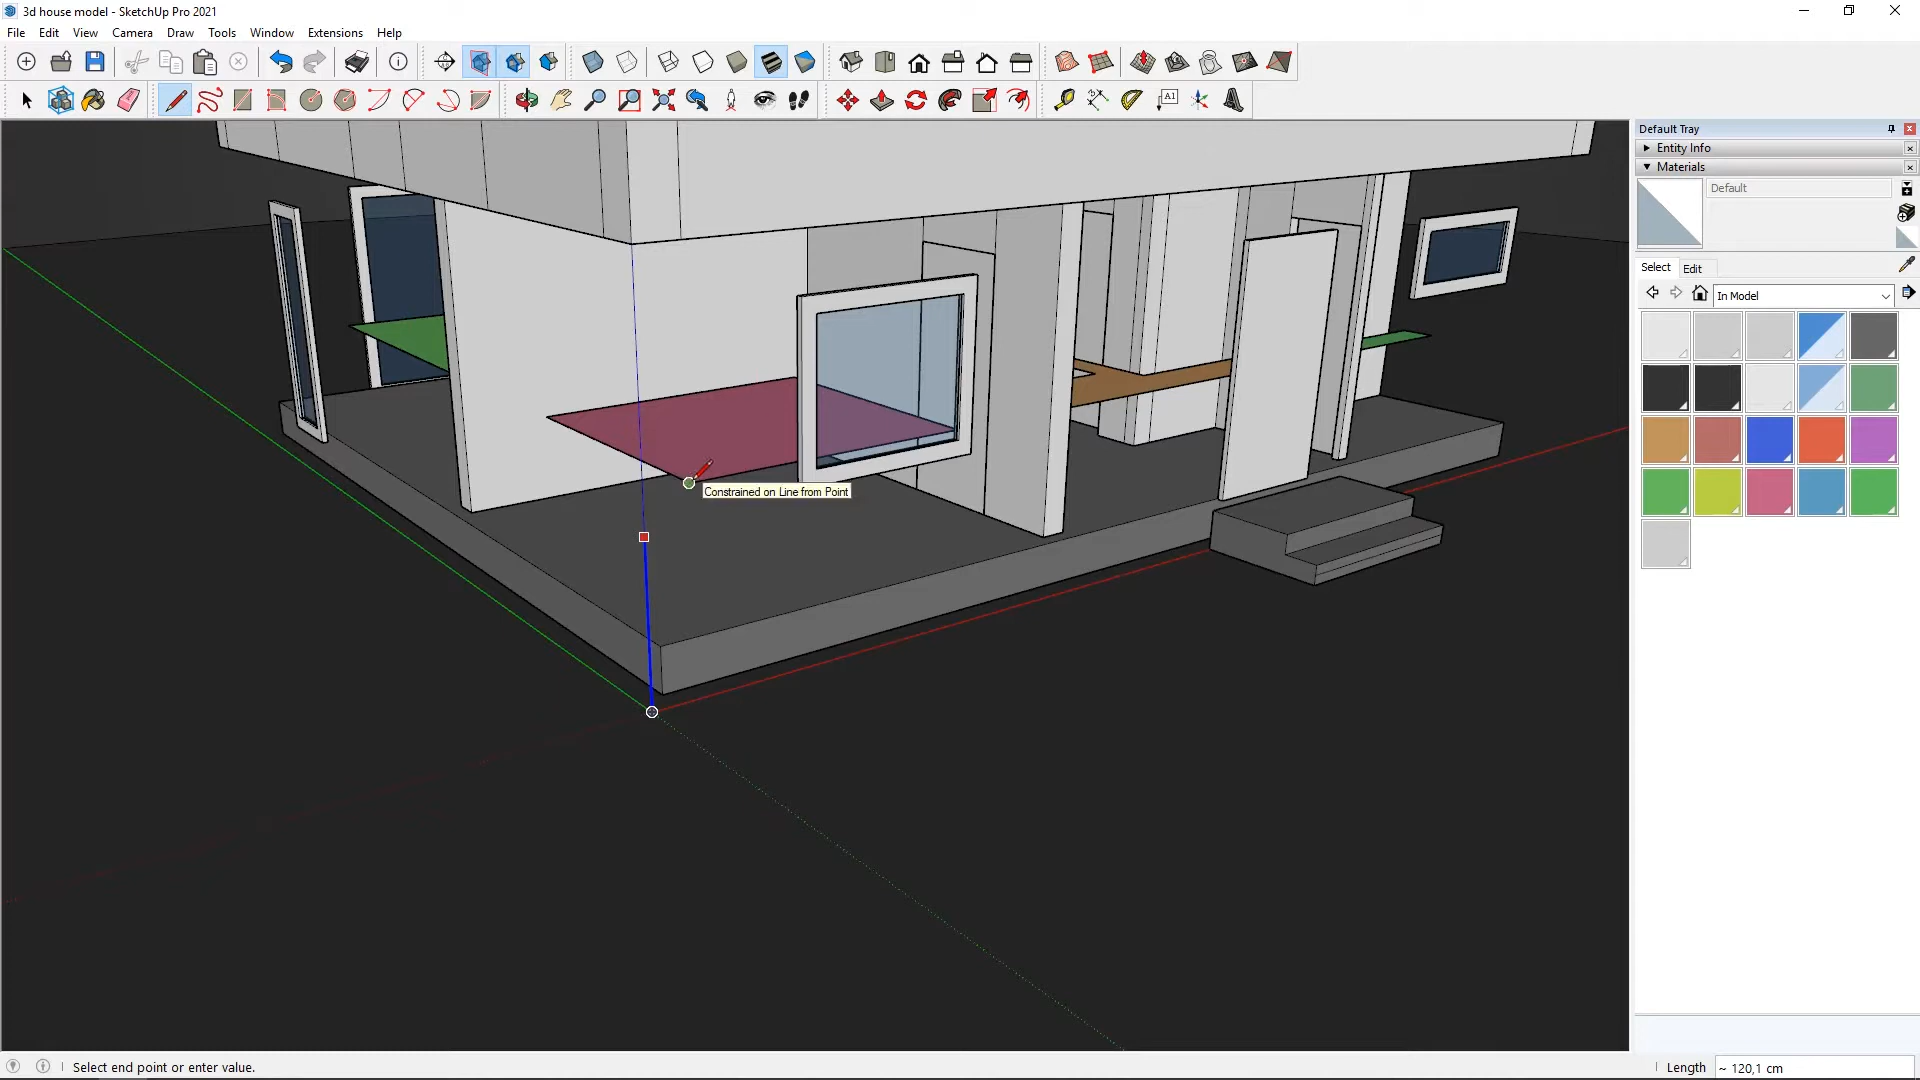 3d house model - SketchUp Pro 2021
File Edit View Camera Draw Tools Window Extensions Help
A1
Default Tray
Entity Info
Materials
Default
Select Edit
In Model
Constrained on Line from Point
Select end point or enter value.
Length ~ 120,1 cm